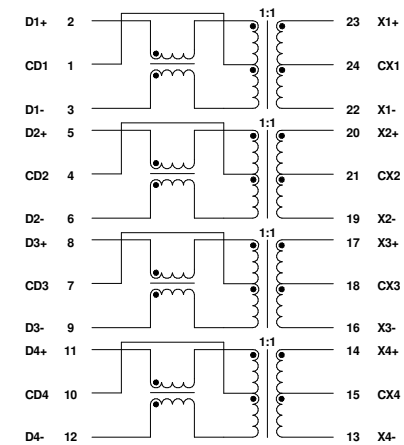 1:1
D1+ 2 23 X1+
CD1 1 24 CX1
D1- 3 22 X1-
1:1
D2+ 5 20 X2+
CD2 4 21 CX2
D2- 6 19 X2-
1:1
D3+ 8 17 X3+
CD3 7 18 CX3
D3- 9 16 X3-
1:1
D4+ 11 14 X4+
CD4 10 15 CX4
D4- 12 13 X4-